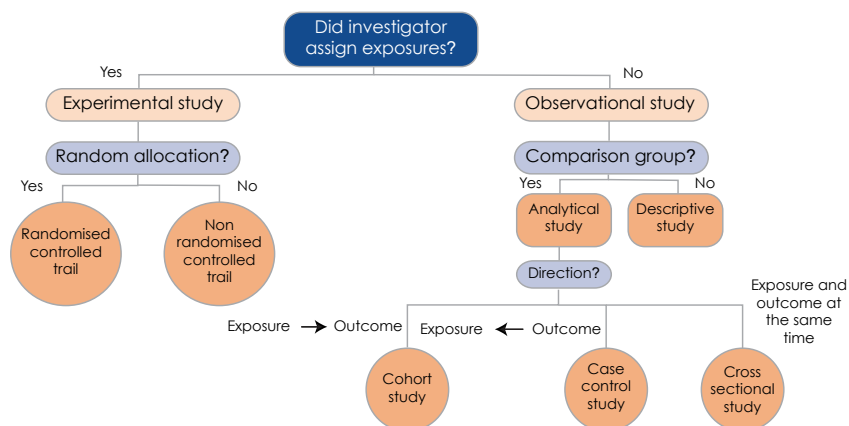 Did investigator
assign exposures?
Yes
No
Experimental study
Observational study
Random allocation?
Comparison group?
Yes
No
Yes
No
Randomised
controlled
trail
Non
randomised
controlled
trail
Analytical
study
Descriptive
study
Direction?
Exposure and
outcome at
the same
time
Exposure → Outcome
Exposure ← Outcome
Cohort
study
Case
control
study
Cross
sectional
study